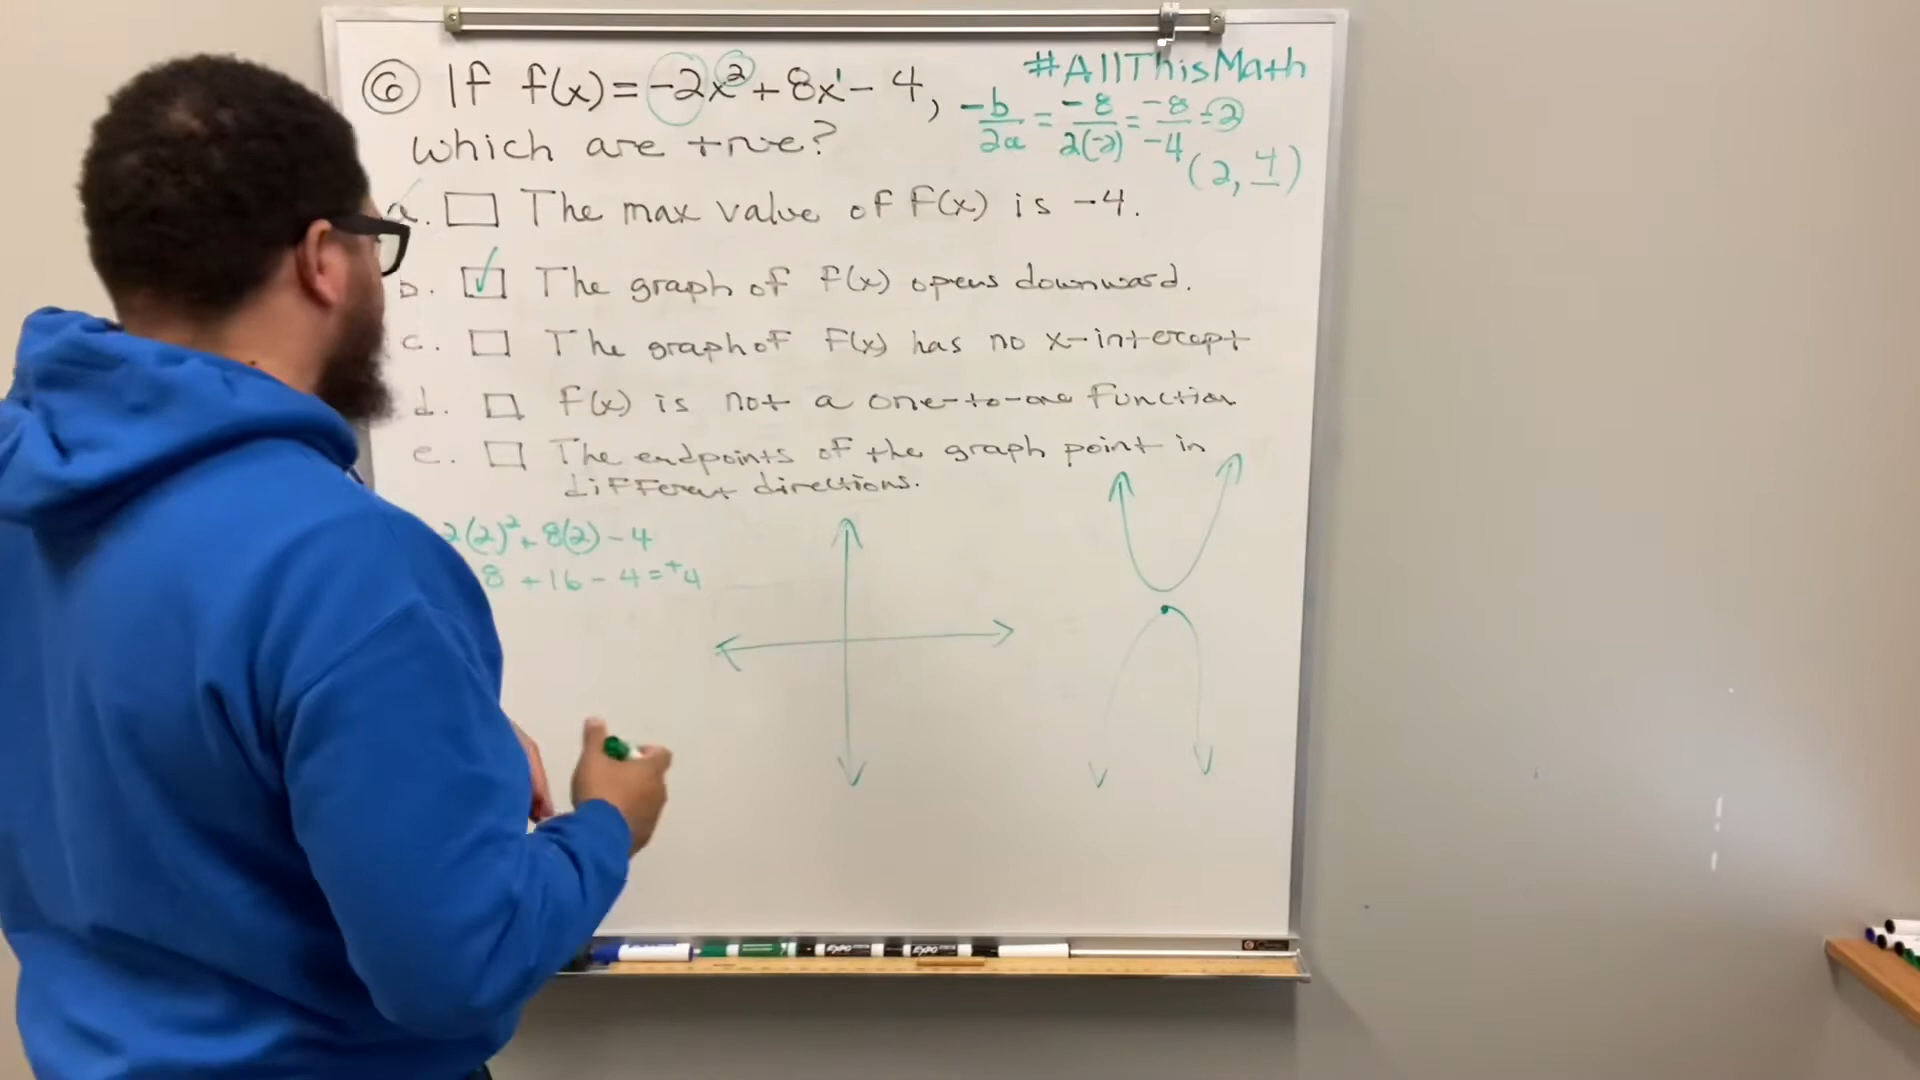 ⑥ If f(x) = -2x² + 8x¹ - 4,
which are true?
#AllThisMath
-b/2a = -8/2(-2) = -8/-4 = 2
(2, 4)
a. The max value of f(x) is -4.
b. ✓ The graph of f(x) opens downward.
c. The graph of f(x) has no x-intercept
d. f(x) is not a one-to-one function
e. The endpoints of the graph point in
different directions.
2(2)² + 8(2) - 4
8 + 16 - 4 = +4
EXPO EXPO